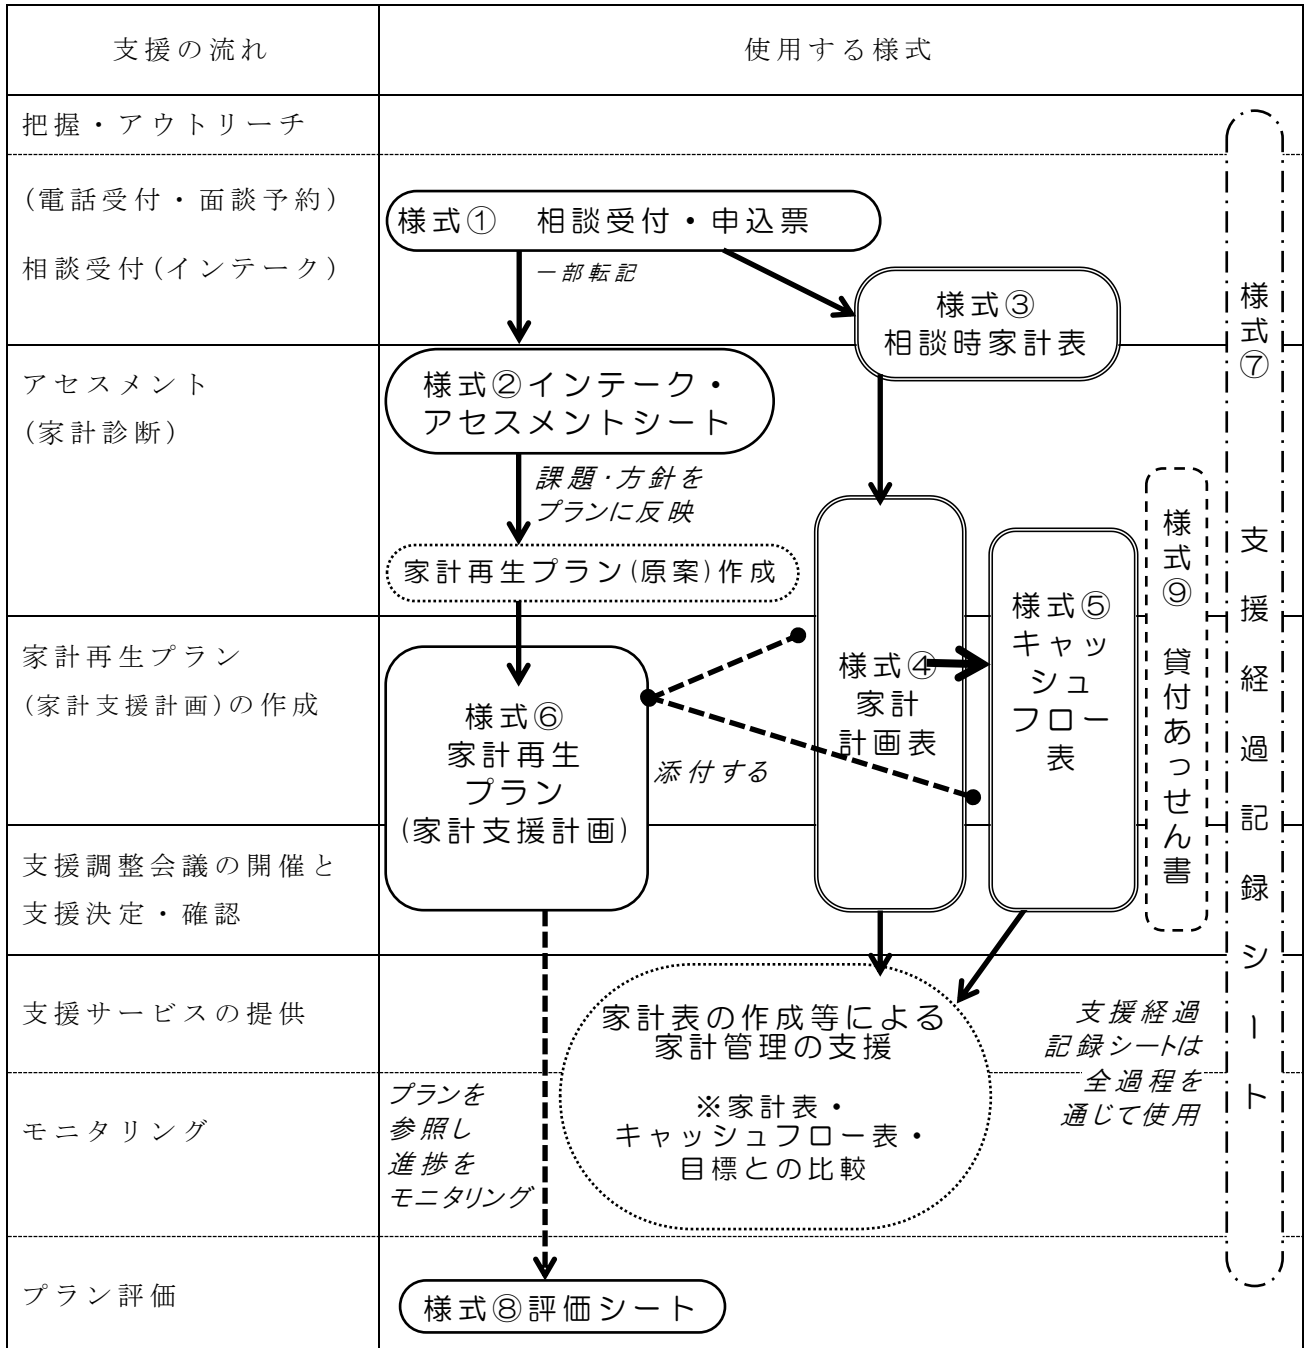 支援の流れ
使用する様式
把握・アウトリーチ
(電話受付・面談予約)
相談受付(インテーク)
様式①　相談受付・申込票
一部転記
様式③
相談時家計表
アセスメント
(家計診断)
様式②インテーク・
アセスメントシート
課題・方針を
プランに反映
家計再生プラン(原案)作成
家計再生プラン
(家計支援計画)の作成
様式⑥
家計再生
プラン
(家計支援計画)
添付する
様式④
家計
計画表
様式⑤
キャッ
シュ
フロー
表
様式⑨　貸付あっせん書
様式⑦　支援経過記録シート
支援調整会議の開催と
支援決定・確認
支援サービスの提供
家計表の作成等による
家計管理の支援
※家計表・
キャッシュフロー表・
目標との比較
支援経過
記録シートは
全過程を
通じて使用
モニタリング
プランを
参照し
進捗を
モニタリング
プラン評価
様式⑧評価シート